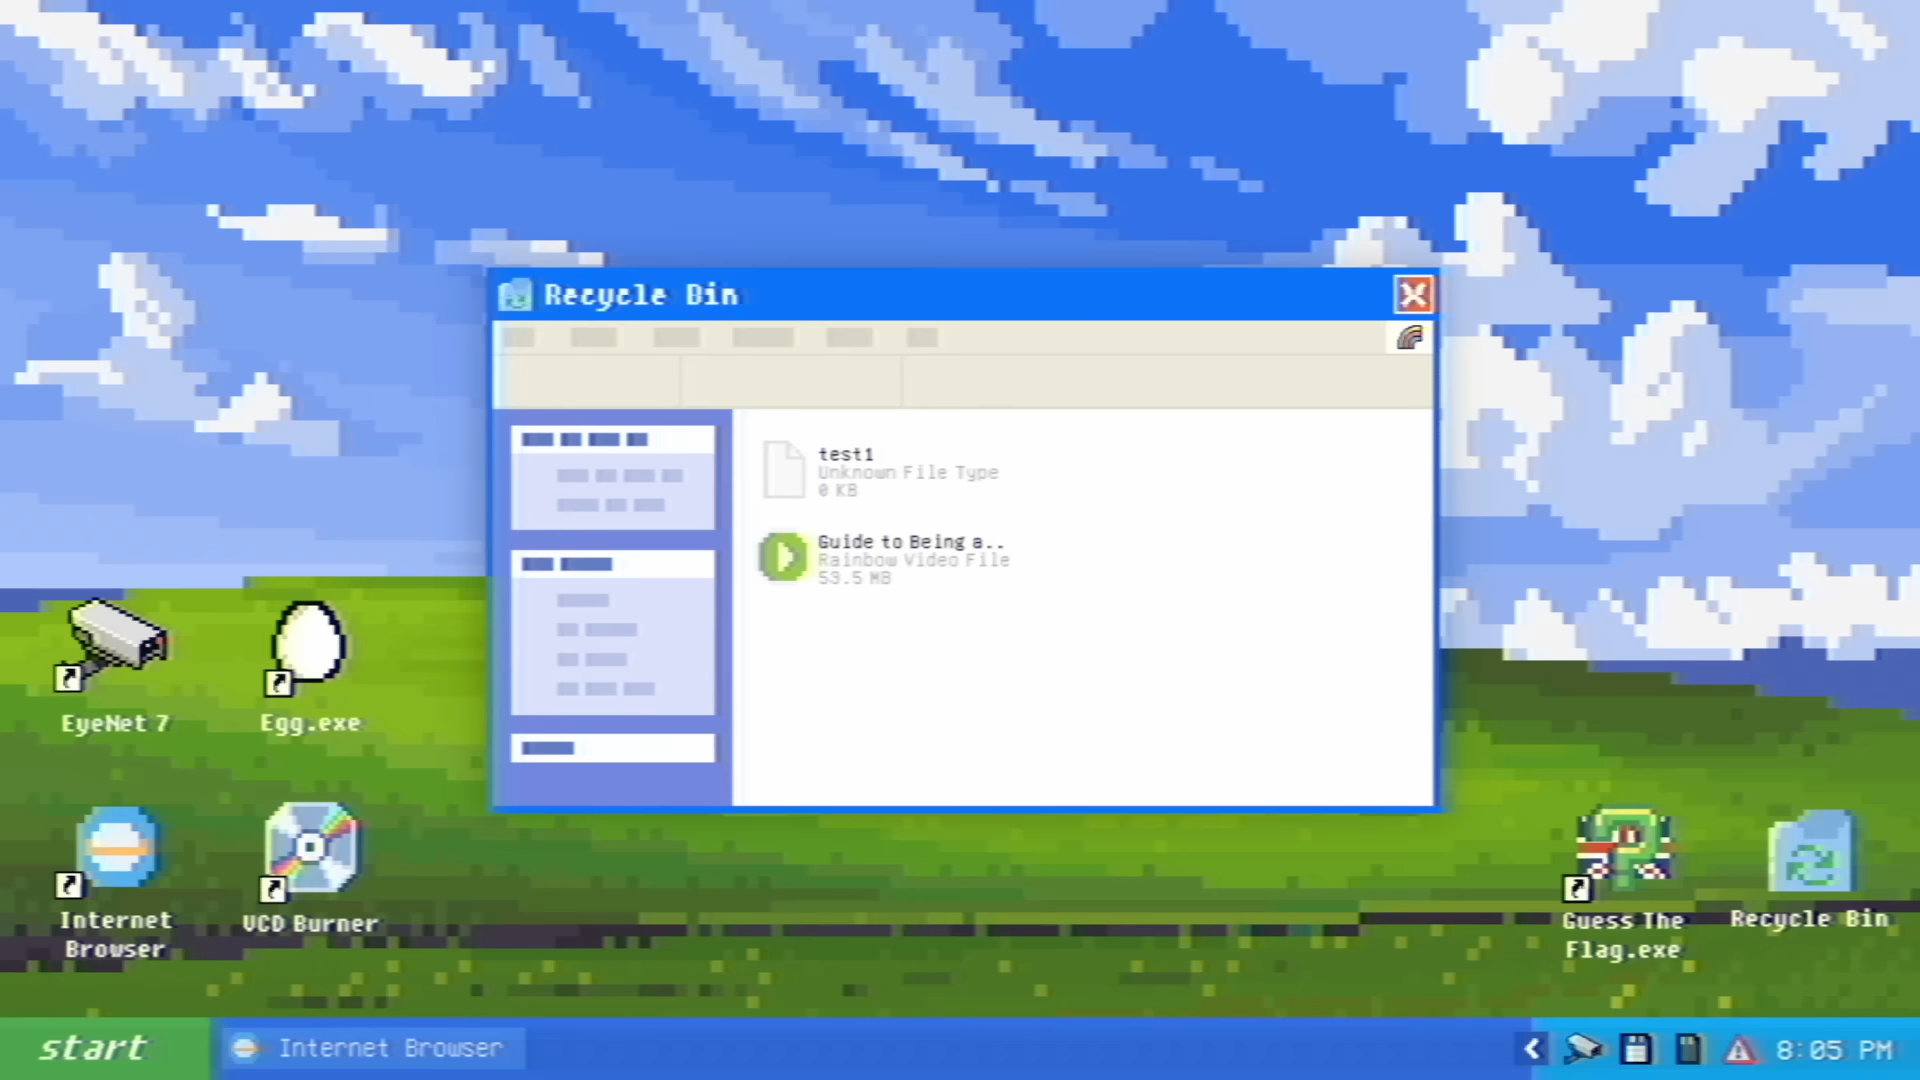 Recycle Bin
test1
Unknown File Type
0 KB
Guide to Being a..
Rainbow Video File
53.5 MB
EyeNet 7
Egg.exe
Internet
Browser
VCD Burner
Guess The
Flag.exe
Recycle Bin
start
Internet Browser
8:05 PM